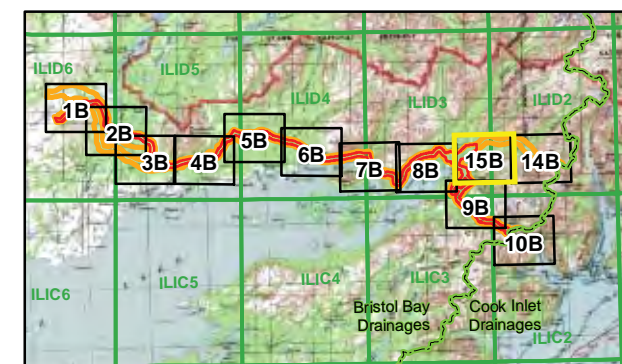 ILID6
ILID5
ILID4
ILID3
ILID2
1B
2B
3B
4B
5B
6B
7B
8B
15B
14B
9B
10B
ILIC6
ILIC5
ILIC4
ILIC3
ILIC2
Bristol Bay
Drainages
Cook Inlet
Drainages